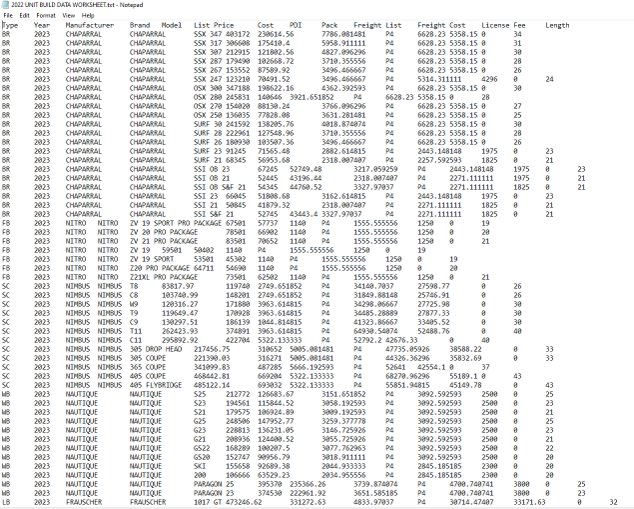 2022 UNIT BUILD DATA WORKSHEET.txt - Notepad
File Edit Format View Help
Type Year Manufacturer Brand Model List Price Cost PDI Pack Freight List Freight Cost License Fee Length
BR 2023 CHAPARRAL CHAPARRAL SSX 347 403172 230614.56 7786.081481 P4 6628.23 5358.15 0 34
BR 2023 CHAPARRAL CHAPARRAL SSX 317 306608 175410.4 5958.911111 P4 6628.23 5358.15 0 31
BR 2023 CHAPARRAL CHAPARRAL SSX 307 212905 121802.56 4827.096296 P4 6628.23 5358.15 0 30
BR 2023 CHAPARRAL CHAPARRAL SSX 287 179490 102668.72 3710.355556 P4 6628.23 5358.15 0 28
BR 2023 CHAPARRAL CHAPARRAL SSX 267 153552 87589.92 3496.466667 P4 6628.23 5358.15 0 26
BR 2023 CHAPARRAL CHAPARRAL SSX 247 123210 70491.52 3496.466667 P4 5314.311111 4296 0 24
BR 2023 CHAPARRAL CHAPARRAL OSX 300 347188 198622.16 4362.392593 P4 6628.23 5358.15 0 30
BR 2023 CHAPARRAL CHAPARRAL OSX 280 245831 140646 3921.651852 P4 6628.23 5358.15 0 28
BR 2023 CHAPARRAL CHAPARRAL OSX 270 154020 88130.24 3766.096296 P4 6628.23 5358.15 0 27
BR 2023 CHAPARRAL CHAPARRAL OSX 250 136035 77828.08 3631.281481 P4 6628.23 5358.15 0 25
BR 2023 CHAPARRAL CHAPARRAL SURF 30 241592 138205.76 4018.874074 P4 6628.23 5358.15 0 30
BR 2023 CHAPARRAL CHAPARRAL SURF 28 222961 127548.96 3710.355556 P4 6628.23 5358.15 0 28
BR 2023 CHAPARRAL CHAPARRAL SURF 26 180930 103507.36 3496.466667 P4 6628.23 5358.15 0 26
BR 2023 CHAPARRAL CHAPARRAL SURF 23 91245 71565.48 2882.614815 P4 2443.148148 1975 0 23
BR 2023 CHAPARRAL CHAPARRAL SURF 21 68345 56953.68 2318.007407 P4 2257.592593 1825 0 21
BR 2023 CHAPARRAL CHAPARRAL SSI OB 23 67245 52749.48 3217.059259 P4 2443.148148 1975 0 23
BR 2023 CHAPARRAL CHAPARRAL SSI OB 21 52445 43196.44 2318.007407 P4 2271.111111 1825 0 21
BR 2023 CHAPARRAL CHAPARRAL SSI OB S&F 21 54345 44760.52 3327.97037 P4 2271.111111 1825 0 21
BR 2023 CHAPARRAL CHAPARRAL SSI 23 66045 51808.68 3162.614815 P4 2443.148148 1975 0 23
BR 2023 CHAPARRAL CHAPARRAL SSI 21 50845 41879.32 2318.007407 P4 2271.111111 1825 0 21
BR 2023 CHAPARRAL CHAPARRAL SSI S&F 21 52745 43443.4 3327.97037 P4 2271.111111 1825 0 21
FB 2023 NITRO NITRO ZV 19 SPORT PRO PACKAGE 67501 57737 1140 P4 1555.555556 1250 0 19
FB 2023 NITRO NITRO ZV 20 PRO PACKAGE 78501 66902 1140 P4 1555.555556 1250 0 20
FB 2023 NITRO NITRO ZV 21 PRO PACKAGE 83501 70652 1140 P4 1555.555556 1250 0 21
FB 2023 NITRO NITRO ZV 19 59501 50402 1140 P4 1555.555556 1250 0 19
FB 2023 NITRO NITRO ZV 19 SPORT 53501 45302 1140 P4 1555.555556 1250 0 19
FB 2023 NITRO NITRO Z20 PRO PACKAGE 64711 54690 1140 P4 1555.555556 1250 0 20
FB 2023 NITRO NITRO Z21XL PRO PACKAGE 73501 62502 1140 P4 1555.555556 1250 0 21
SC 2023 NIMBUS NIMBUS T8 83817.97 119740 2749.651852 P4 34140.7037 27598.77 0 26
SC 2023 NIMBUS NIMBUS C8 103740.99 148201 2749.651852 P4 31849.88148 25746.91 0 26
SC 2023 NIMBUS NIMBUS W9 120316.27 171880 3963.614815 P4 34298.06667 27725.98 0 30
SC 2023 NIMBUS NIMBUS T9 119649.47 170928 3963.614815 P4 34485.28889 27877.33 0 30
SC 2023 NIMBUS NIMBUS C9 130297.51 186139 1044.814815 P4 41323.86667 33405.52 0 30
SC 2023 NIMBUS NIMBUS T11 262423.93 374891 3963.614815 P4 64930.54074 52488.76 0 40
SC 2023 NIMBUS NIMBUS C11 295892.92 422704 5322.133333 P4 52792.2 42676.33 0 40
SC 2023 NIMBUS NIMBUS 305 DROP HEAD 217456.75 310652 5005.081481 P4 47735.05926 38588.22 0 33
SC 2023 NIMBUS NIMBUS 305 COUPE 221390.03 316271 5005.081481 P4 44326.36296 35832.69 0 33
SC 2023 NIMBUS NIMBUS 365 COUPE 341099.83 487285 5666.192593 P4 52641 42554.1 0 37
SC 2023 NIMBUS NIMBUS 405 COUPE 468442.81 669204 5322.133333 P4 68270.96296 55189.1 0 43
SC 2023 NIMBUS NIMBUS 405 FLYBRIDGE 485122.14 693032 5322.133333 P4 55851.94815 45149.78 0 43
WB 2023 NAUTIQUE NAUTIQUE S25 212772 126683.67 3151.651852 P4 3092.592593 2500 0 25
WB 2023 NAUTIQUE NAUTIQUE S23 194561 115844.52 3058.192593 P4 3092.592593 2500 0 23
WB 2023 NAUTIQUE NAUTIQUE S21 179575 106924.89 3009.192593 P4 3092.592593 2500 0 21
WB 2023 NAUTIQUE NAUTIQUE G25 248506 147952.77 3259.377778 P4 3092.592593 2500 0 25
WB 2023 NAUTIQUE NAUTIQUE G23 228813 136231.05 3146.725926 P4 3092.592593 2500 0 23
WB 2023 NAUTIQUE NAUTIQUE G21 208936 124400.52 3055.725926 P4 3092.592593 2500 0 21
WB 2023 NAUTIQUE NAUTIQUE GS22 168289 100207.5 3077.762963 P4 3092.592593 2500 0 22
WB 2023 NAUTIQUE NAUTIQUE GS20 152747 90956.79 3018.911111 P4 3092.592593 2500 0 20
WB 2023 NAUTIQUE NAUTIQUE SKI 155658 92689.38 2044.933333 P4 2845.185185 2300 0 20
WB 2023 NAUTIQUE NAUTIQUE 200 106666 63529.23 2034.955556 P4 2845.185185 2300 0 20
WB 2023 NAUTIQUE NAUTIQUE PARAGON 25 395370 235366.26 3739.874074 P4 4700.740741 3800 0 25
WB 2023 NAUTIQUE NAUTIQUE PARAGON 23 374530 222961.92 3651.585185 P4 4700.740741 3800 0 23
LB 2023 FRAUSCHER FRAUSCHER 1017 GT 473246.62 331272.63 4833.97037 P4 30714.47407 33171.63 0 32